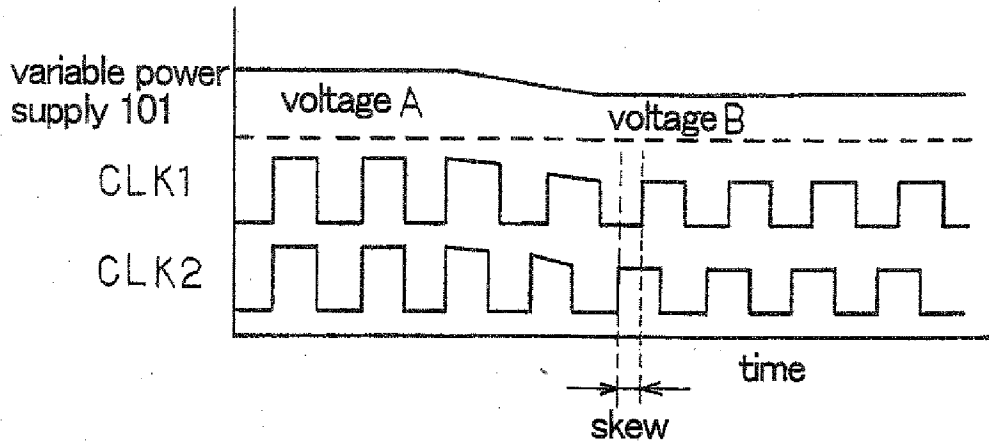 variable power
supply 101
voltage A
voltage B
CLK1
CLK2
time
skew